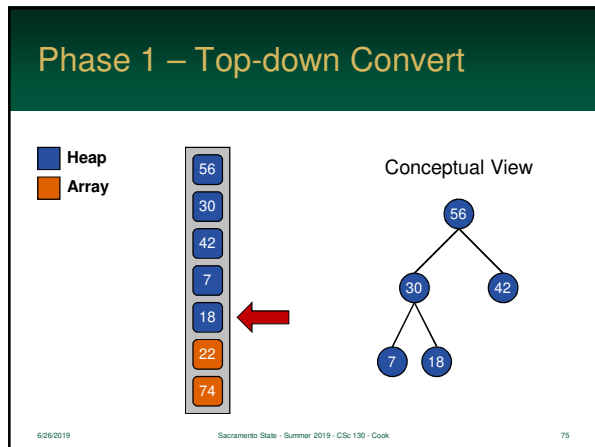 Phase 1 – Top-down Convert
Heap
Array
56
30
42
7
18
22
74
Conceptual View
56
30
42
7
18
6/26/2019
Sacramento State - Summer 2019 - CSc 130 - Cook
75